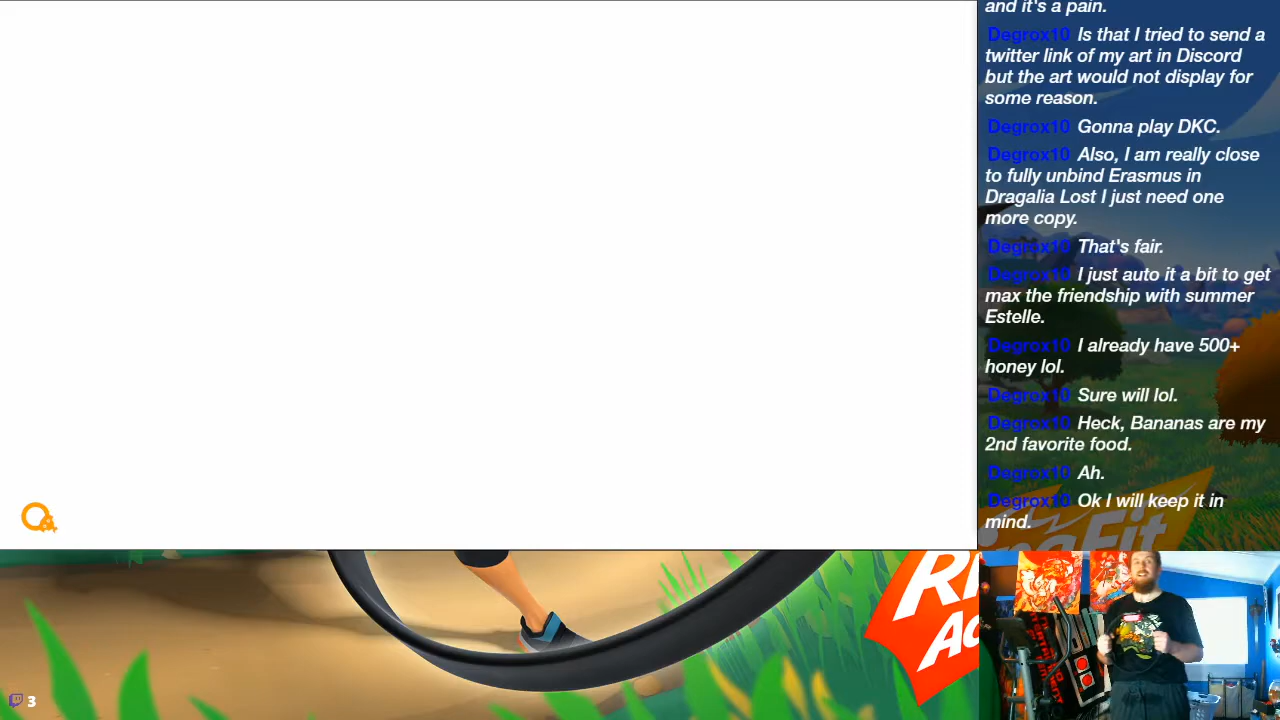 and it's a pain.
Degrox10 Is that I tried to send a
twitter link of my art in Discord
but the art would not display for
some reason.
Degrox10 Gonna play DKC.
Degrox10 Also, I am really close
to fully unbind Erasmus in
Dragalia Lost I just need one
more copy.
Degrox10 That's fair.
Degrox10 I just auto it a bit to get
max the friendship with summer
Estelle.
Degrox10 I already have 500+
honey lol.
Degrox10 Sure will lol.
Degrox10 Heck, Bananas are my
2nd favorite food.
Degrox10 Ah.
Degrox10 Ok I will keep it in
mind.
3